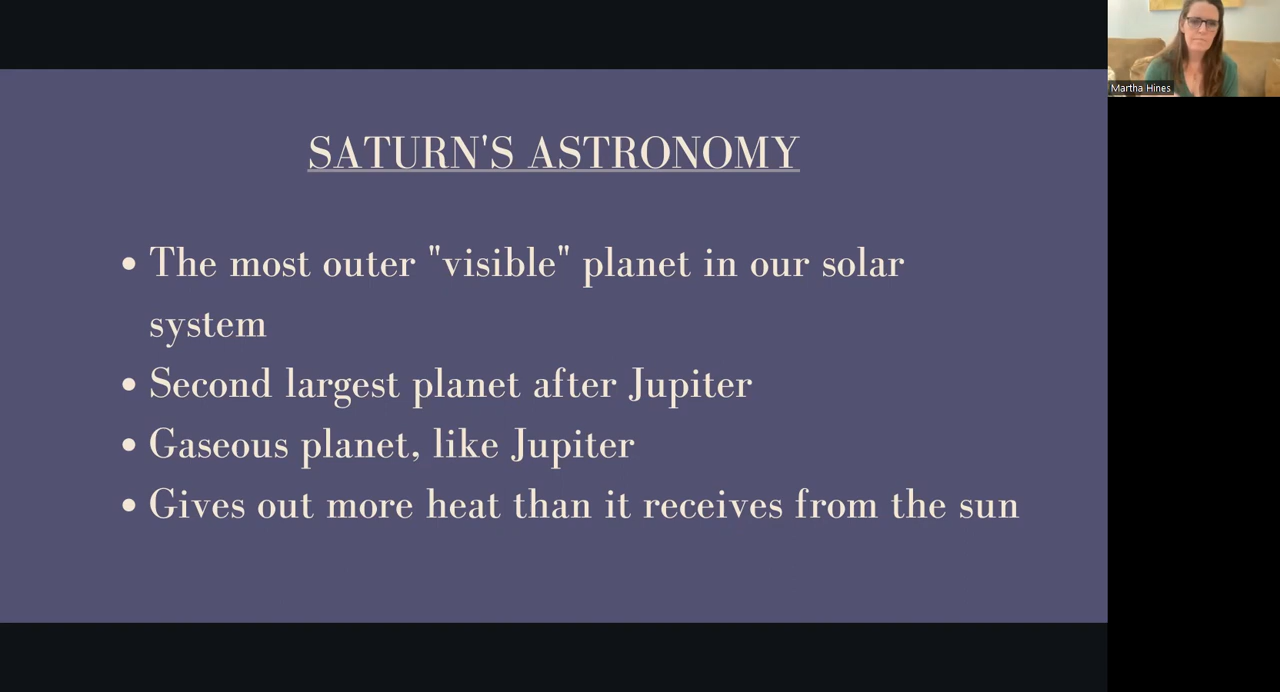 SATURN'S ASTRONOMY
• The most outer "visible" planet in our solar
system
• Second largest planet after Jupiter
• Gaseous planet, like Jupiter
• Gives out more heat than it receives from the sun
Martha Hines